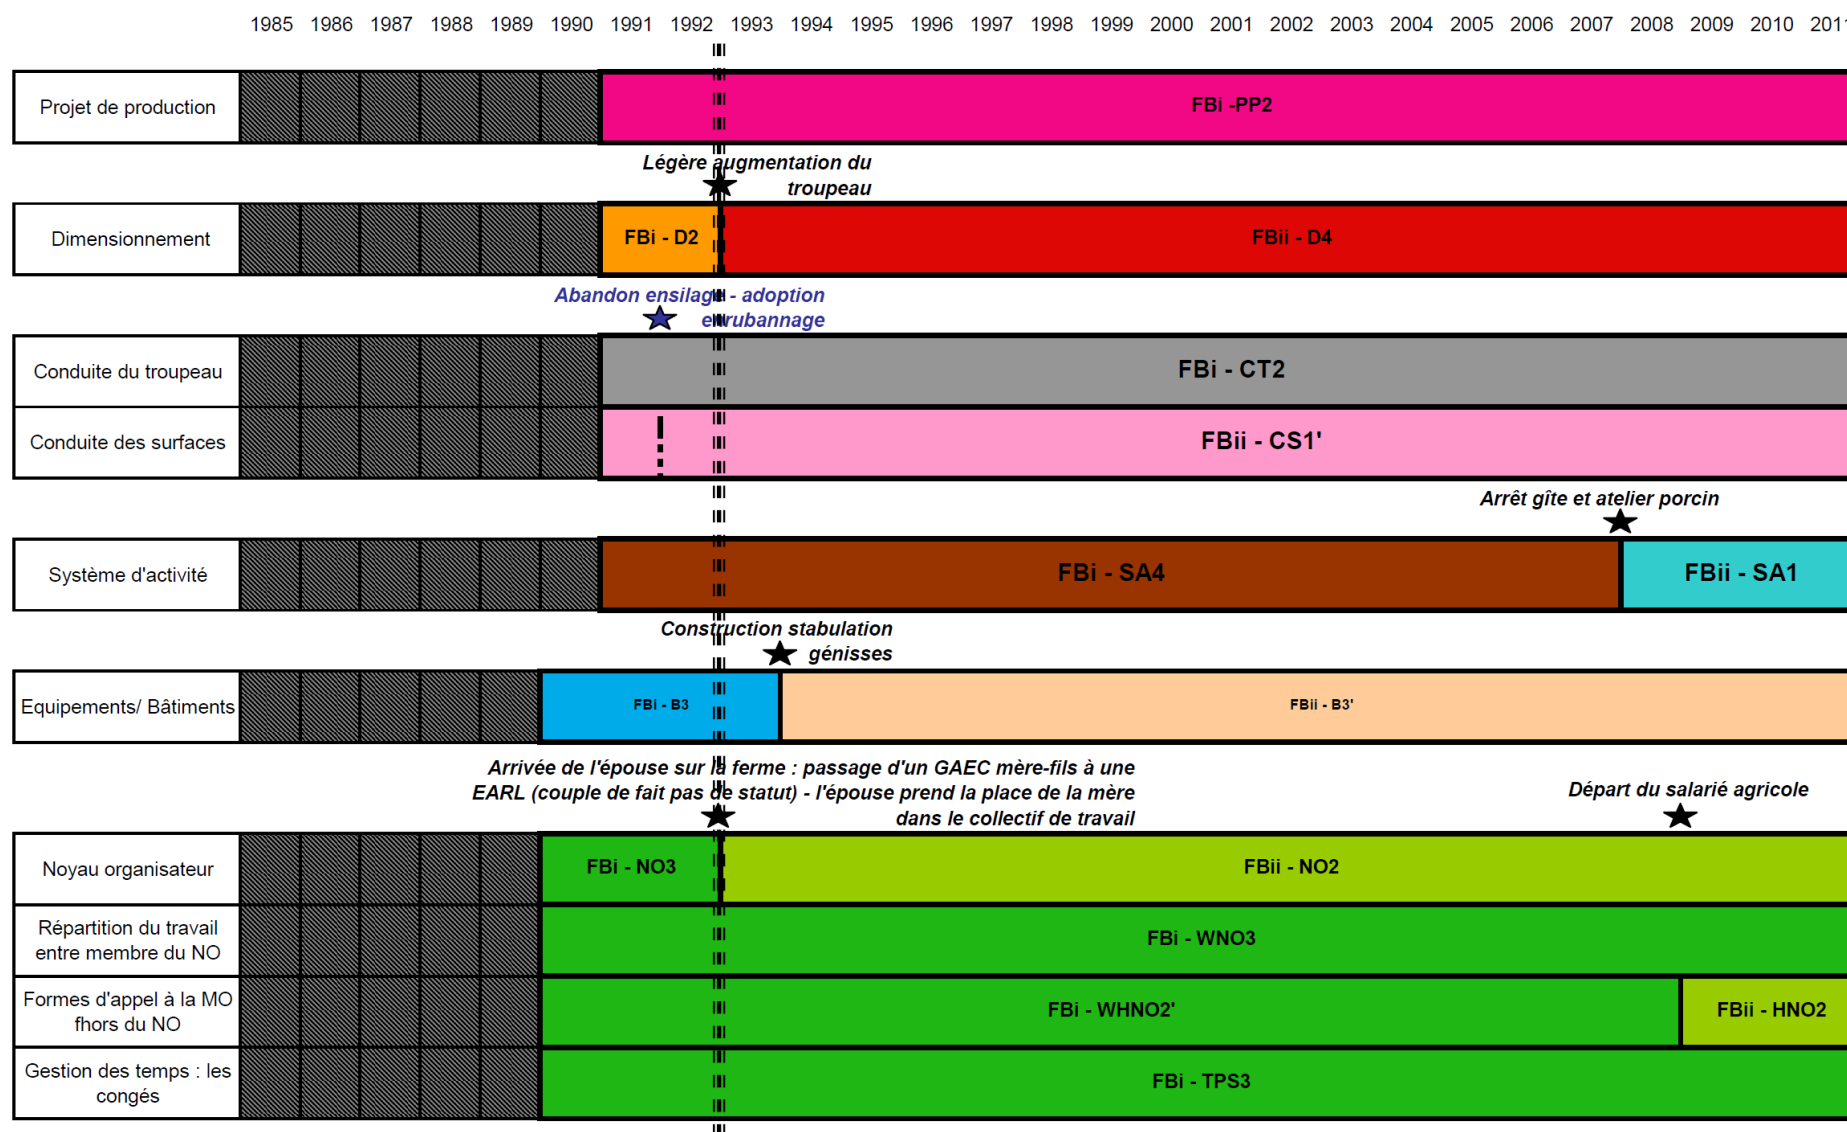 1985 1986 1987 1988 1989 1990 1991 1992 1993 1994 1995 1996 1997 1998 1999 2000 2001 2002 2003 2004 2005 2006 2007 2008 2009 2010 2011
Projet de production
FBi -PP2
Légère augmentation du
troupeau
Dimensionnement
FBi - D2
FBii - D4
Abandon ensilage - adoption
enrubannage
Conduite du troupeau
FBi - CT2
Conduite des surfaces
FBii - CS1'
Arrêt gîte et atelier porcin
Système d'activité
FBi - SA4
FBii - SA1
Construction stabulation
génisses
Equipements/ Bâtiments
FBi - B3
FBii - B3'
Arrivée de l'épouse sur la ferme : passage d'un GAEC mère-fils à une
EARL (couple de fait pas de statut) - l'épouse prend la place de la mère
dans le collectif de travail
Départ du salarié agricole
Noyau organisateur
FBi - NO3
FBii - NO2
Répartition du travail
entre membre du NO
FBi - WNO3
Formes d'appel à la MO
fhors du NO
FBi - WHNO2'
FBii - HNO2
Gestion des temps : les
congés
FBi - TPS3